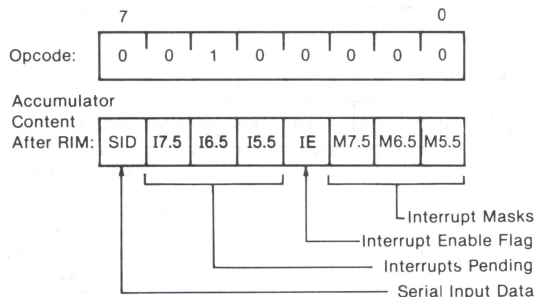 7 0
Opcode: 0 0 1 0 0 0 0 0
Accumulator
Content
After RIM: SID I7.5 I6.5 I5.5 IE M7.5 M6.5 M5.5
Interrupt Masks
Interrupt Enable Flag
Interrupts Pending
Serial Input Data